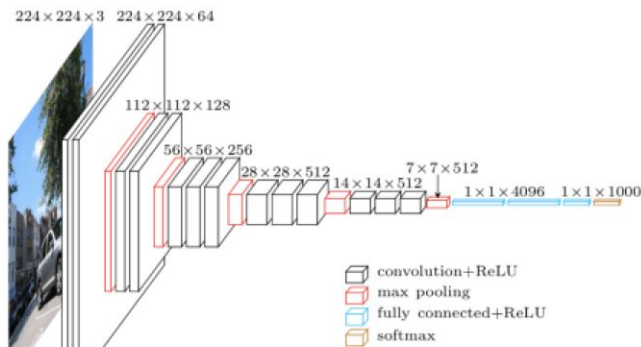 224×224×3 224×224×64
112×112×128
56×56×256
28×28×512
14×14×512
7×7×512
1×1×4096 1×1×1000
convolution+ReLU
max pooling
fully connected+ReLU
softmax